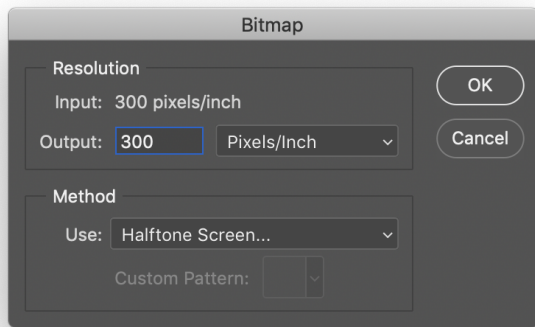 Bitmap
Resolution
OK
Input: 300 pixels/inch
Output: 300 Pixels/Inch
Cancel
Method
Use: Halftone Screen...
Custom Pattern: